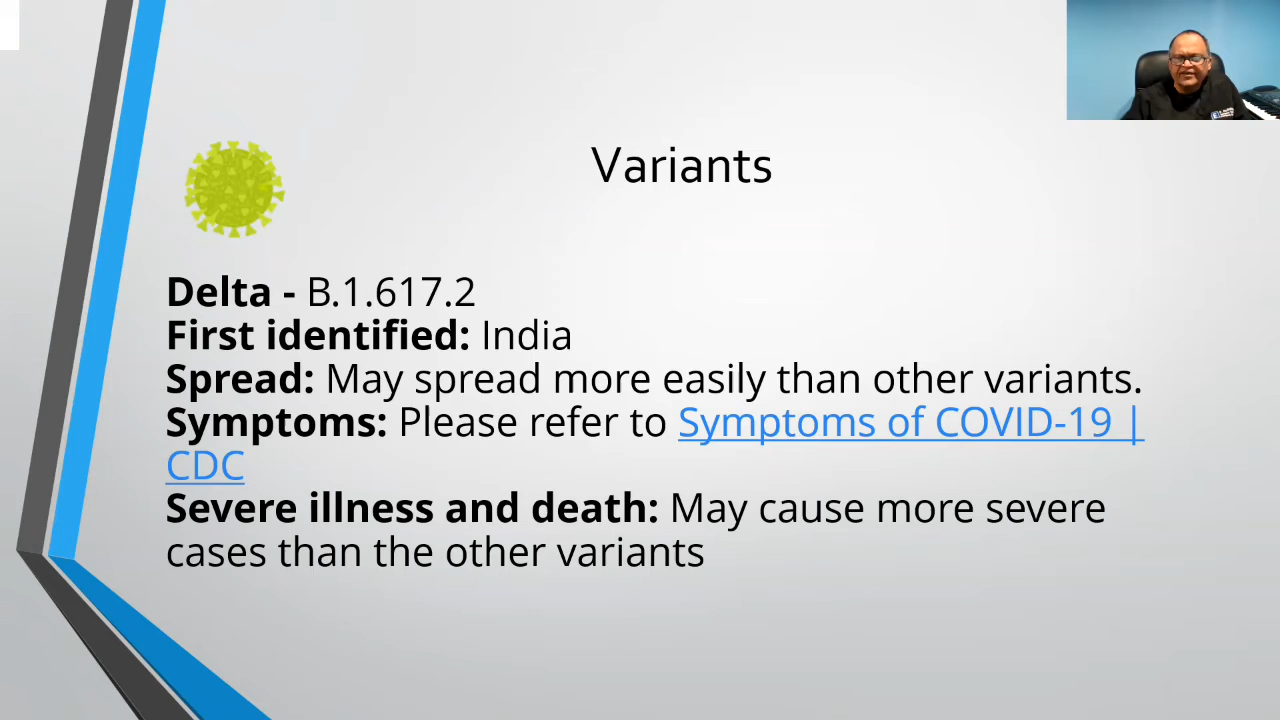 Variants
Delta - B.1.617.2
First identified: India
Spread: May spread more easily than other variants.
Symptoms: Please refer to Symptoms of COVID-19 |
CDC
Severe illness and death: May cause more severe
cases than the other variants